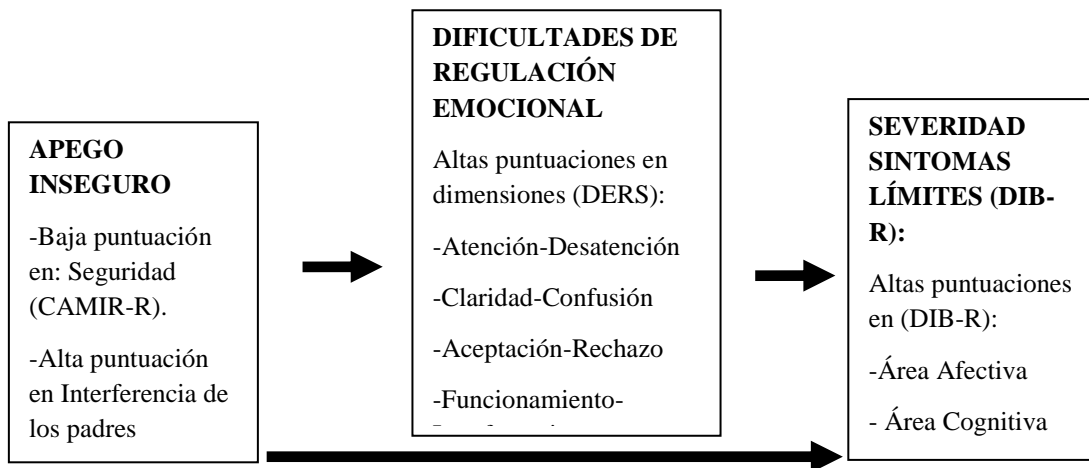 APEGO
INSEGURO
-Baja puntuación
en: Seguridad
(CAMIR-R).
-Alta puntuación
en Interferencia de
los padres
DIFICULTADES DE
REGULACIÓN
EMOCIONAL
Altas puntuaciones en
dimensiones (DERS):
-Atención-Desatención
-Claridad-Confusión
-Aceptación-Rechazo
-Funcionamiento-
SEVERIDAD
SINTOMAS
LÍMITES (DIB-
R):
Altas puntuaciones
en (DIB-R):
-Área Afectiva
- Área Cognitiva